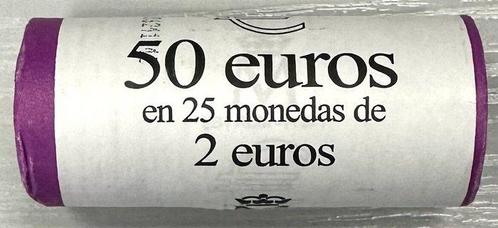 50 euros
en 25 monedas de
2 euros